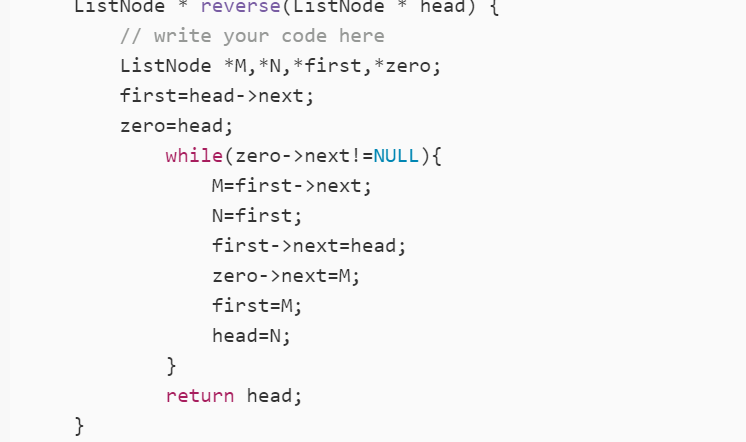 ListNode * reverse(ListNode * head) {
// write your code here
ListNode *M,*N,*first,*zero;
first=head->next;
zero=head;
while(zero->next!=NULL){
M=first->next;
N=first;
first->next=head;
zero->next=M;
first=M;
head=N;
}
return head;
}